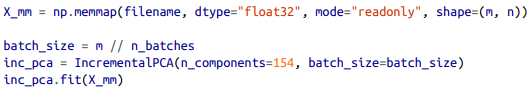 X_mm = np.memmap(filename, dtype="float32", mode="readonly", shape=(m, n))
batch_size = m // n_batches
inc_pca = IncrementalPCA(n_components=154, batch_size=batch_size)
inc_pca.fit(X_mm)